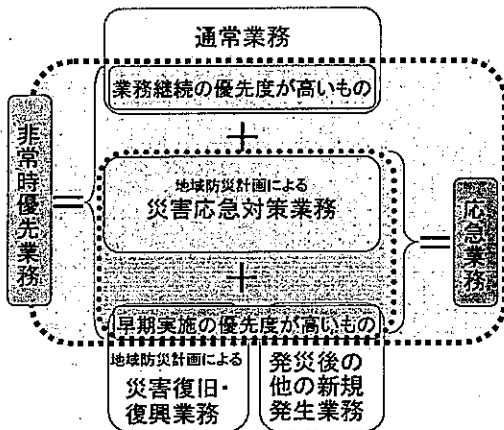 通常業務
業務継続の優先度が高いもの
+
非常時優先業務
=
地域防災計画による
災害応急対策業務
=
応急業務
+
早期実施の優先度が高いもの
地域防災計画による
災害復旧・
復興業務
発災後の
他の新規
発生業務